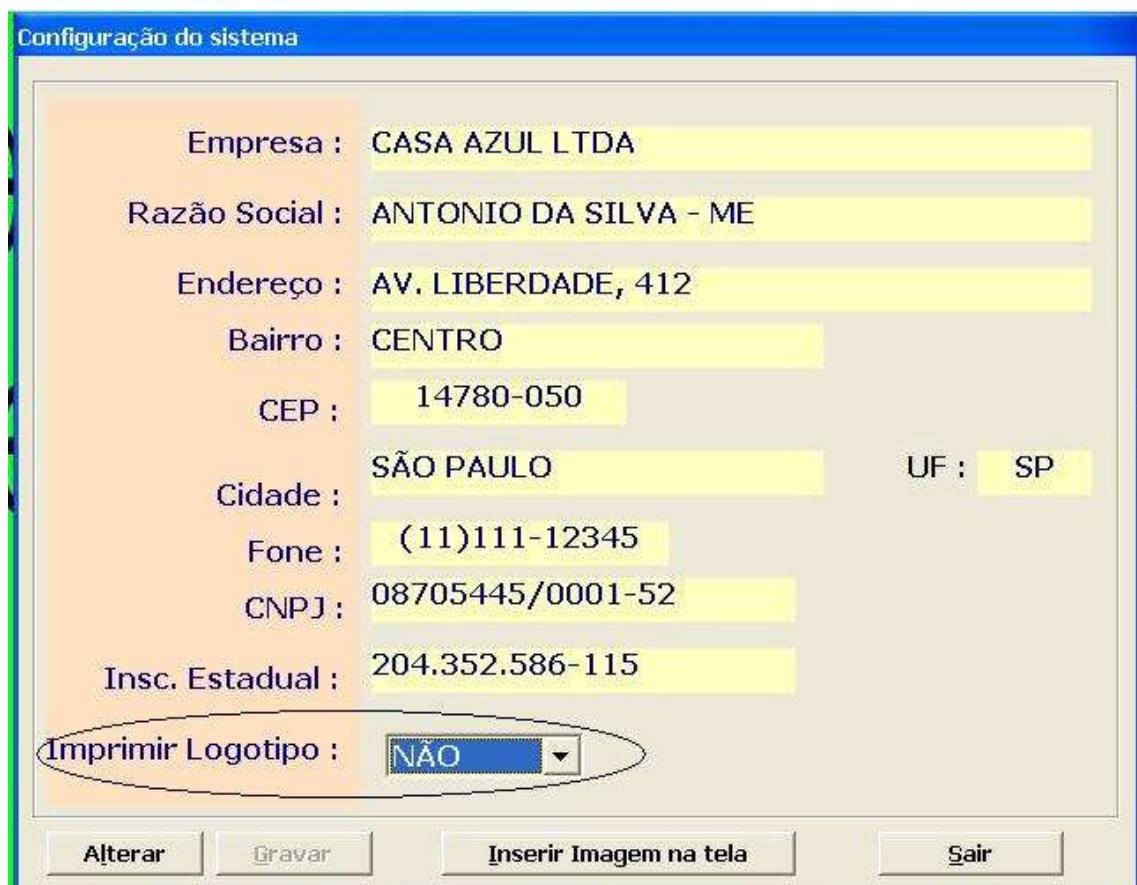 Configuração do sistema
Empresa : CASA AZUL LTDA
Razão Social : ANTONIO DA SILVA - ME
Endereço : AV. LIBERDADE, 412
Bairro : CENTRO
CEP : 14780-050
Cidade : SÃO PAULO UF : SP
Fone : (11)111-12345
CNPJ : 08705445/0001-52
Insc. Estadual : 204.352.586-115
Imprimir Logotipo : NÃO
Alterar Gravar Inserir Imagem na tela Sair